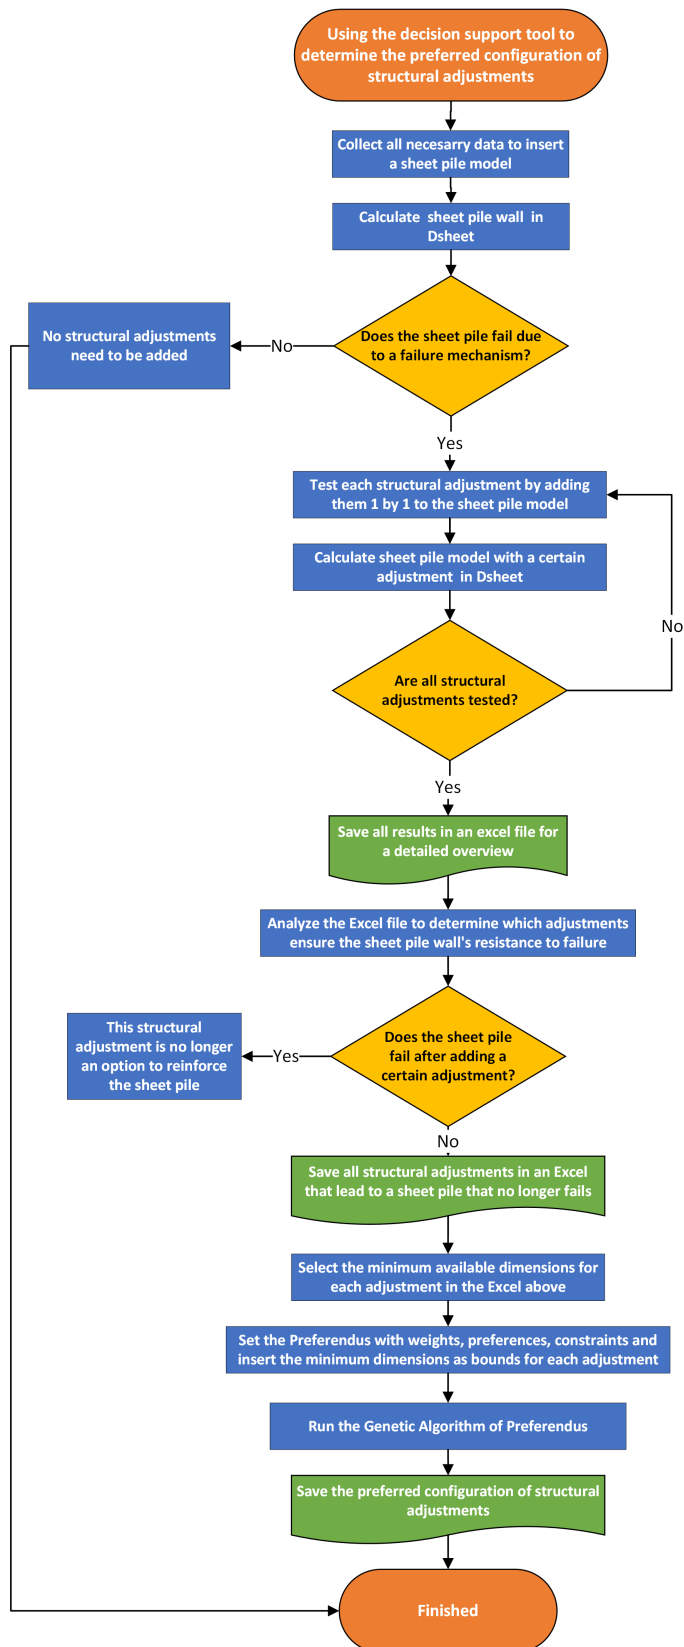 Using the decision support tool to
determine the preferred configuration of
structural adjustments
Collect all necesarry data to insert
a sheet pile model
Calculate sheet pile wall in
Dsheet
Does the sheet pile fail due
to a failure mechanism?
No
No structural adjustments
need to be added
Yes
Test each structural adjustment by adding
them 1 by 1 to the sheet pile model
Calculate sheet pile model with a certain
adjustment in Dsheet
No
Are all structural
adjustments tested?
Yes
Save all results in an excel file for
a detailed overview
Analyze the Excel file to determine which adjustments
ensure the sheet pile wall's resistance to failure
Does the sheet pile
fail after adding a
certain adjustment?
Yes
This structural
adjustment is no longer
an option to reinforce
the sheet pile
No
Save all structural adjustments in an Excel
that lead to a sheet pile that no longer fails
Select the minimum available dimensions for
each adjustment in the Excel above
Set the Preferendus with weights, preferences, constraints and
insert the minimum dimensions as bounds for each adjustment
Run the Genetic Algorithm of Preferendus
Save the preferred configuration of structural
adjustments
Finished